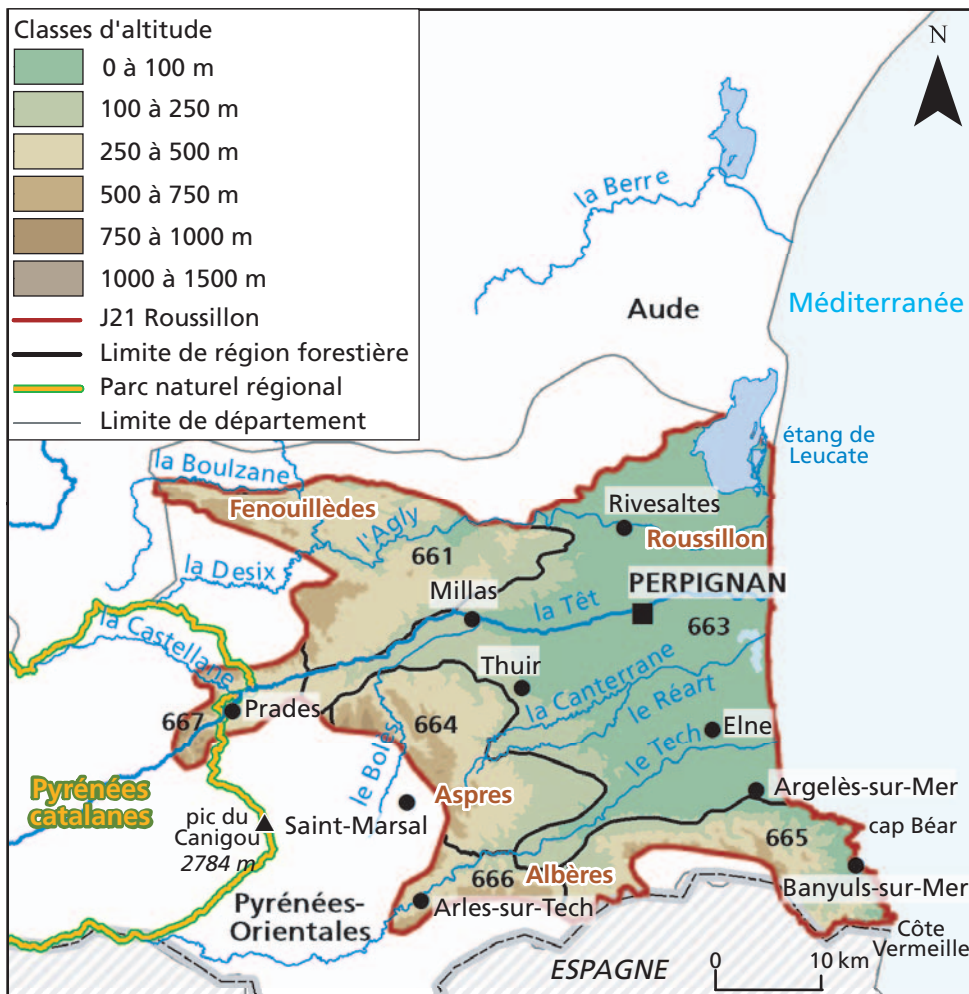 Classes d'altitude
0 à 100 m
100 à 250 m
250 à 500 m
500 à 750 m
750 à 1000 m
1000 à 1500 m
J21 Roussillon
Limite de région forestière
Parc naturel régional
Limite de département
N
la Berre
Aude
Méditerranée
étang de
Leucate
la Boulzane
Fenouillèdes
l'Agly
Rivesaltes
Roussillon
661
la Desix
Millas
PERPIGNAN
la Têt
663
la Castellane
Thuir
la Canterrane
le Réart
667
Prades
664
Elne
le Tech
le Boles
Pyrénées
catalanes
Aspres
Argelès-sur-Mer
pic du
Canigou
2784 m
Saint-Marsal
cap Béar
665
Albères
666
Banyuls-sur-Mer
Pyrénées-
Orientales
Arles-sur-Tech
Côte
Vermeille
ESPAGNE
0
10 km